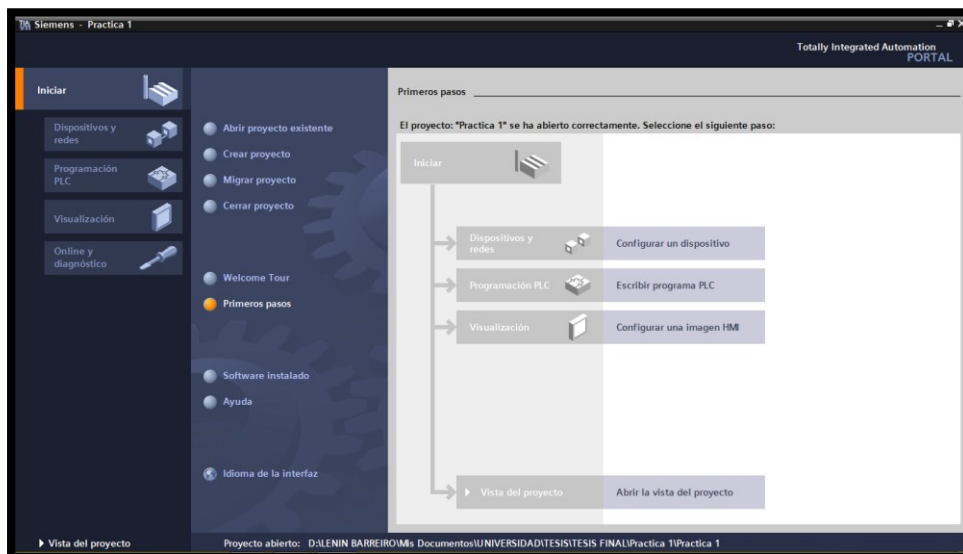 Siemens - Practica 1
Totally Integrated Automation
PORTAL
Iniciar
Dispositivos y
redes
Programación
PLC
Visualización
Online y
diagnóstico
Abrir proyecto existente
Crear proyecto
Migrar proyecto
Cerrar proyecto
Welcome Tour
Primeros pasos
Software instalado
Ayuda
Idioma de la interfaz
Primeros pasos
El proyecto: "Practica 1" se ha abierto correctamente. Seleccione el siguiente paso:
Iniciar
Dispositivos y
redes
Configurar un dispositivo
Programación PLC
Escribir programa PLC
Visualización
Configurar una imagen HMI
Vista del proyecto
Abrir la vista del proyecto
Vista del proyecto
Proyecto abierto: D:\LENIN BARREIRO\Mis Documentos\UNIVERSIDAD\TESIS\TESIS FINAL\Practica 1\Practica 1